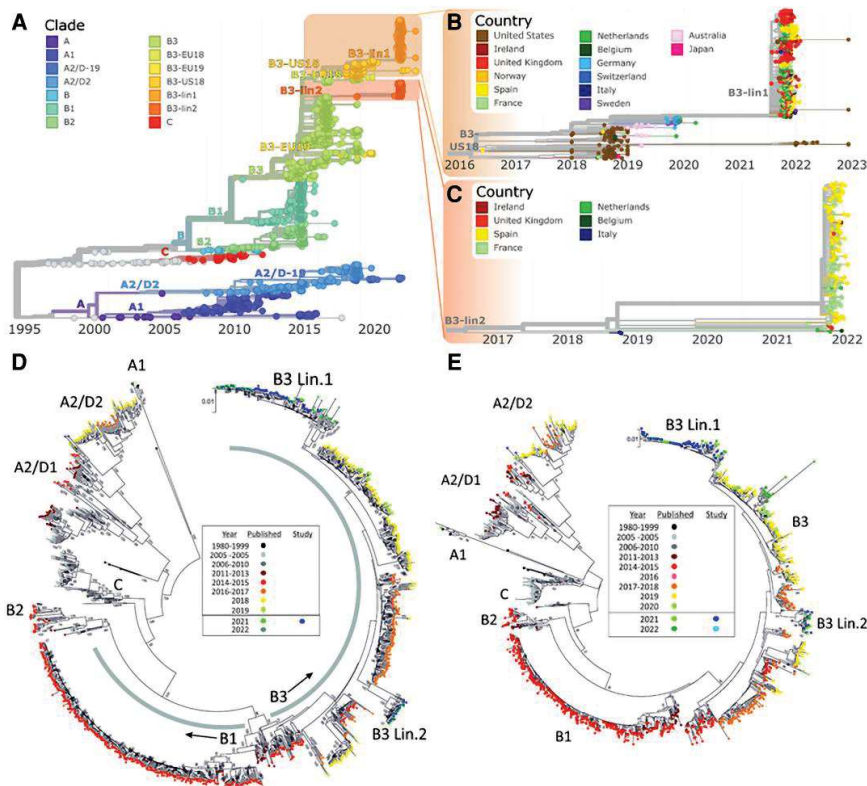 A
Clade
A
A1
A2/D-19
A2/D2
B
B1
B2
B3
B3-EU18
B3-EU19
B3-US18
B3-lin1
B3-lin2
C
B3-US18
B3-lin1
B3-lin2
B3-EU19
B3
B1
B
B2
C
A2/D-19
A2/D2
A
A1
1995
2000
2005
2010
2015
2020
B
Country
United States
Ireland
United Kingdom
Norway
Spain
France
Netherlands
Belgium
Germany
Switzerland
Italy
Sweden
Australia
Japan
B3-lin1
B3
US18
2016
2017
2018
2019
2020
2021
2022
2023
C
Country
Ireland
United Kingdom
Spain
France
Netherlands
Belgium
Italy
B3-lin2
2017
2018
2019
2020
2021
2022
D
A1
A2/D2
A2/D1
C
B2
B1
B3
B3 Lin.1
B3 Lin.2
0.01
Year Published Study
1980-1999
2005 -2005
2006-2010
2011-2013
2014-2015
2016-2017
2018
2019
2021
2022
E
A2/D2
A2/D1
A1
C
B2
B1
B3 Lin.1
B3
B3 Lin.2
0.01
Year Published Study
1980-1999
2005 -2005
2006-2010
2011-2013
2014-2015
2016
2017-2018
2019
2020
2021
2022